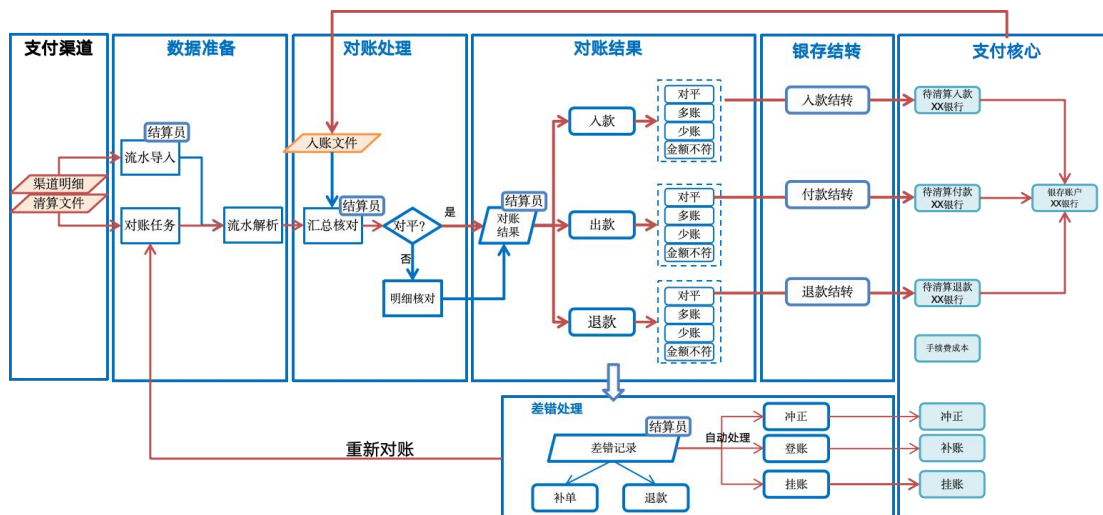 支付渠道
数据准备
对账处理
对账结果
银存结转
支付核心
渠道明细
清算文件
结算员
流水导入
对账任务
流水解析
入账文件
结算员
汇总核对
对平?
是
否
明细核对
结算员
对账
结果
入款
对平
多账
少账
金额不符
出款
对平
多账
少账
金额不符
退款
对平
多账
少账
金额不符
入款结转
付款结转
退款结转
待清算入款
XX银行
待清算付款
XX银行
待清算退款
XX银行
银存账户
XX银行
手续费成本
重新对账
差错处理
结算员
差错记录
补单
退款
自动处理
冲正
登账
挂账
冲正
补账
挂账